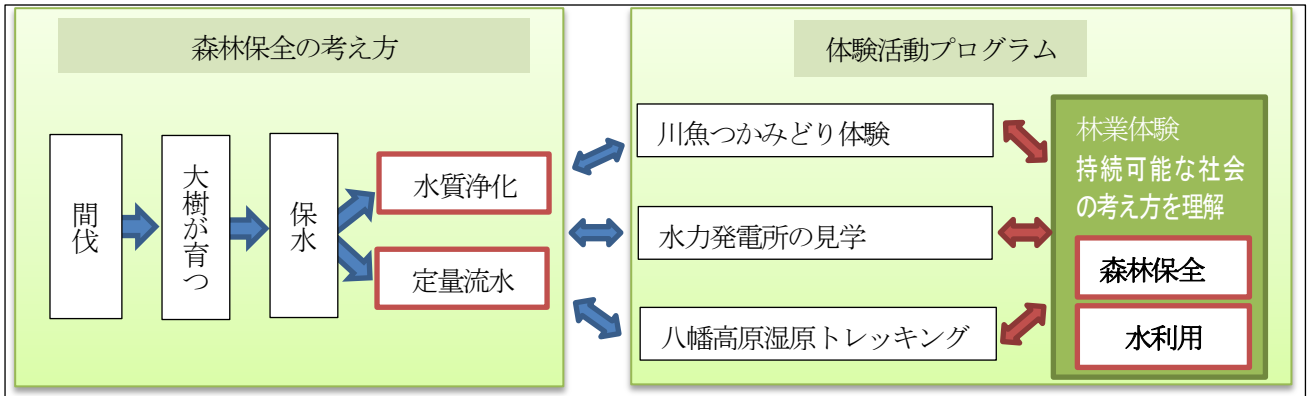 森林保全の考え方
間伐
大樹が育つ
保水
水質浄化
定量流水
体験活動プログラム
川魚つかみどり体験
水力発電所の見学
八幡高原湿原トレッキング
林業体験
持続可能な社会
の考え方を理解
森林保全
水利用